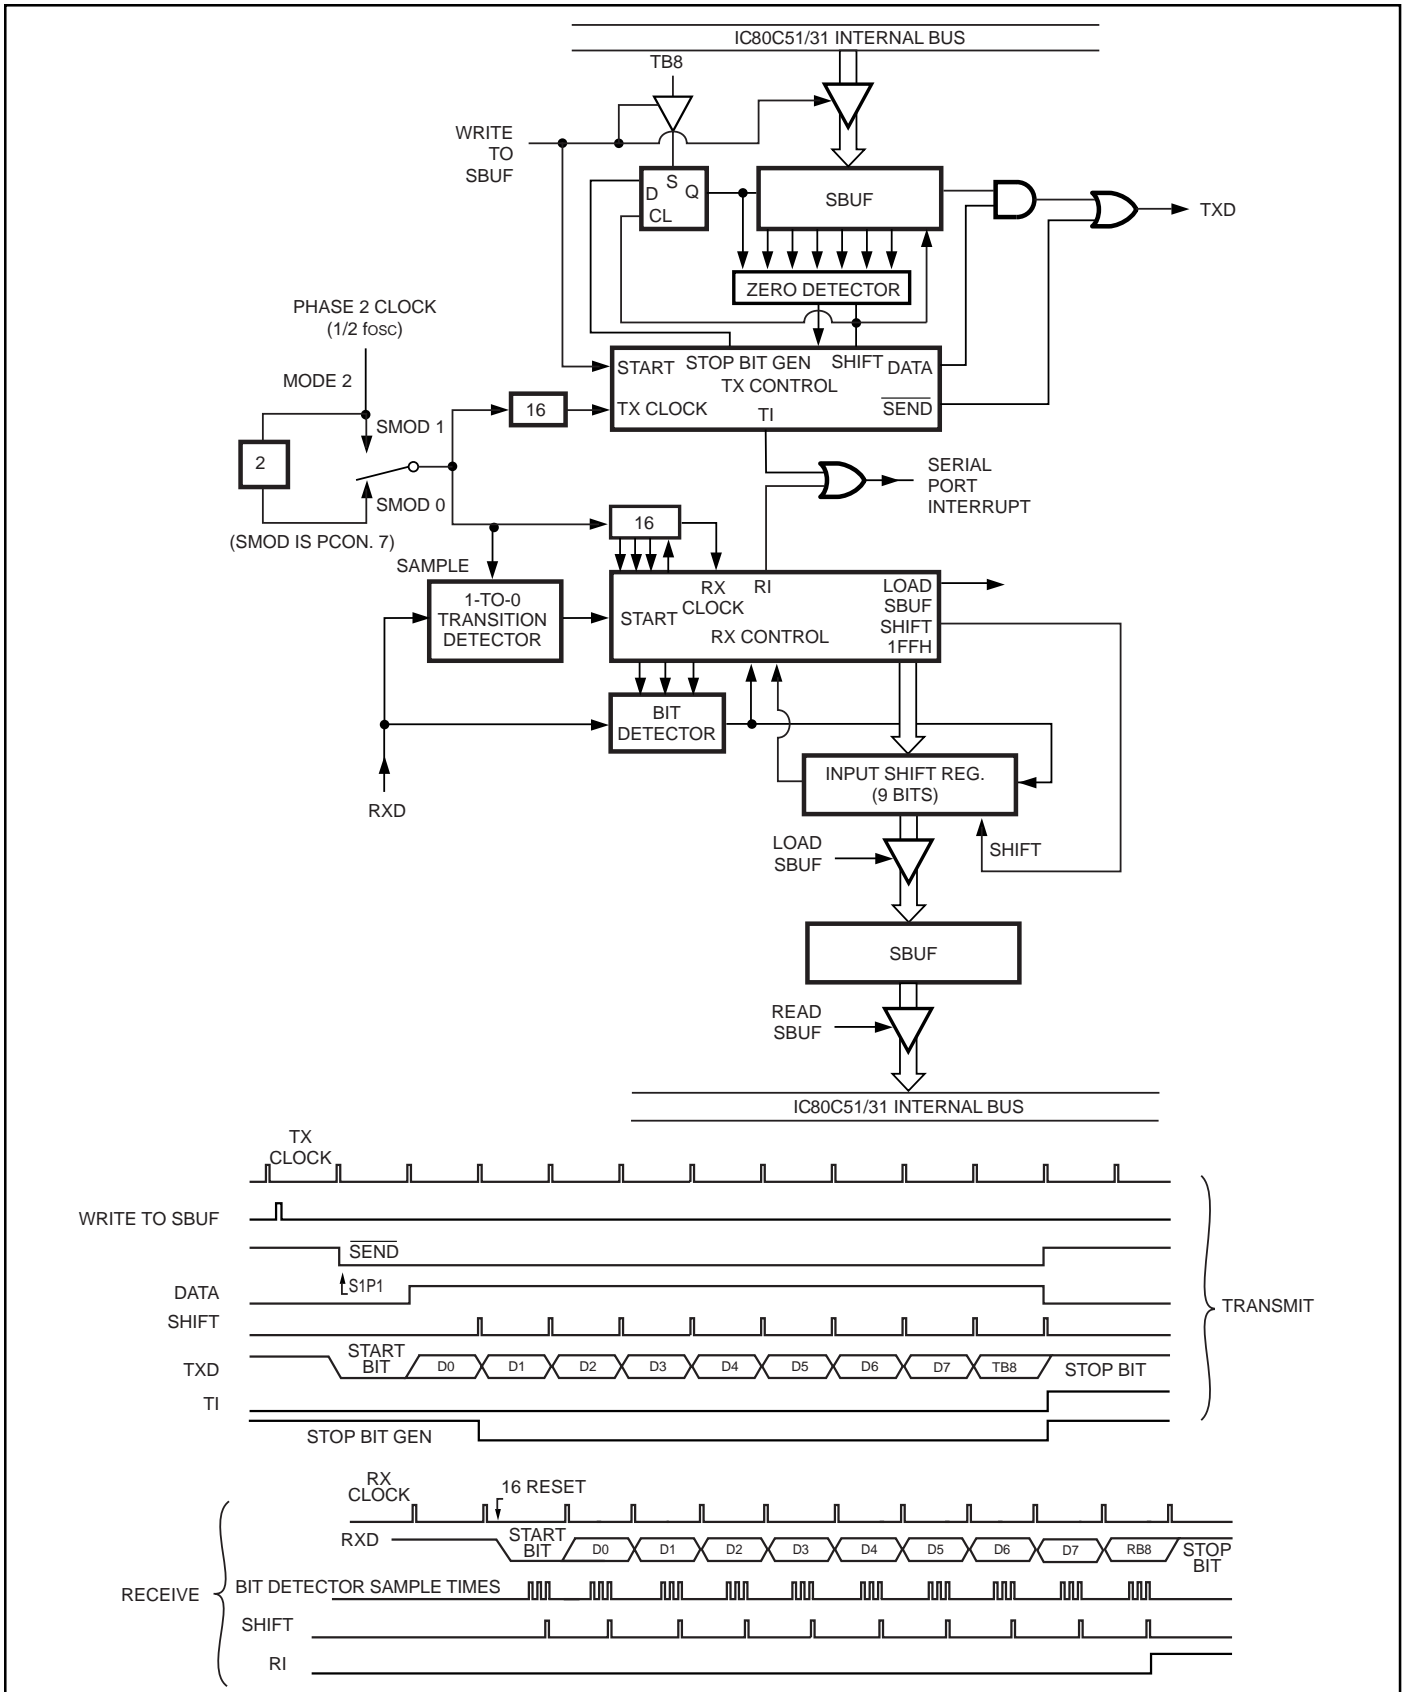 IC80C51/31 INTERNAL BUS
TB8
WRITE
TO
SBUF
S
D
Q
CL
SBUF
TXD
ZERO DETECTOR
PHASE 2 CLOCK
(1/2 fOSC)
MODE 2
START
STOP BIT GEN
SHIFT
DATA
TX CONTROL
16
TX CLOCK
TI
SEND
SMOD 1
2
SMOD 0
SERIAL
PORT
INTERRUPT
(SMOD IS PCON. 7)
16
SAMPLE
1-TO-0
TRANSITION
DETECTOR
RX
CLOCK
RI
START
RX CONTROL
LOAD
SBUF
SHIFT
1FFH
BIT
DETECTOR
INPUT SHIFT REG.
(9 BITS)
RXD
LOAD
SBUF
SHIFT
SBUF
READ
SBUF
IC80C51/31 INTERNAL BUS
TX
CLOCK
WRITE TO SBUF
SEND
S1P1
DATA
SHIFT
TRANSMIT
TXD
START
BIT
D0 D1 D2 D3 D4 D5 D6 D7 TB8 STOP BIT
TI
STOP BIT GEN
RX
CLOCK
16 RESET
RXD
START
BIT
D0 D1 D2 D3 D4 D5 D6 D7 RB8 STOP
BIT
RECEIVE
BIT DETECTOR SAMPLE TIMES
SHIFT
RI